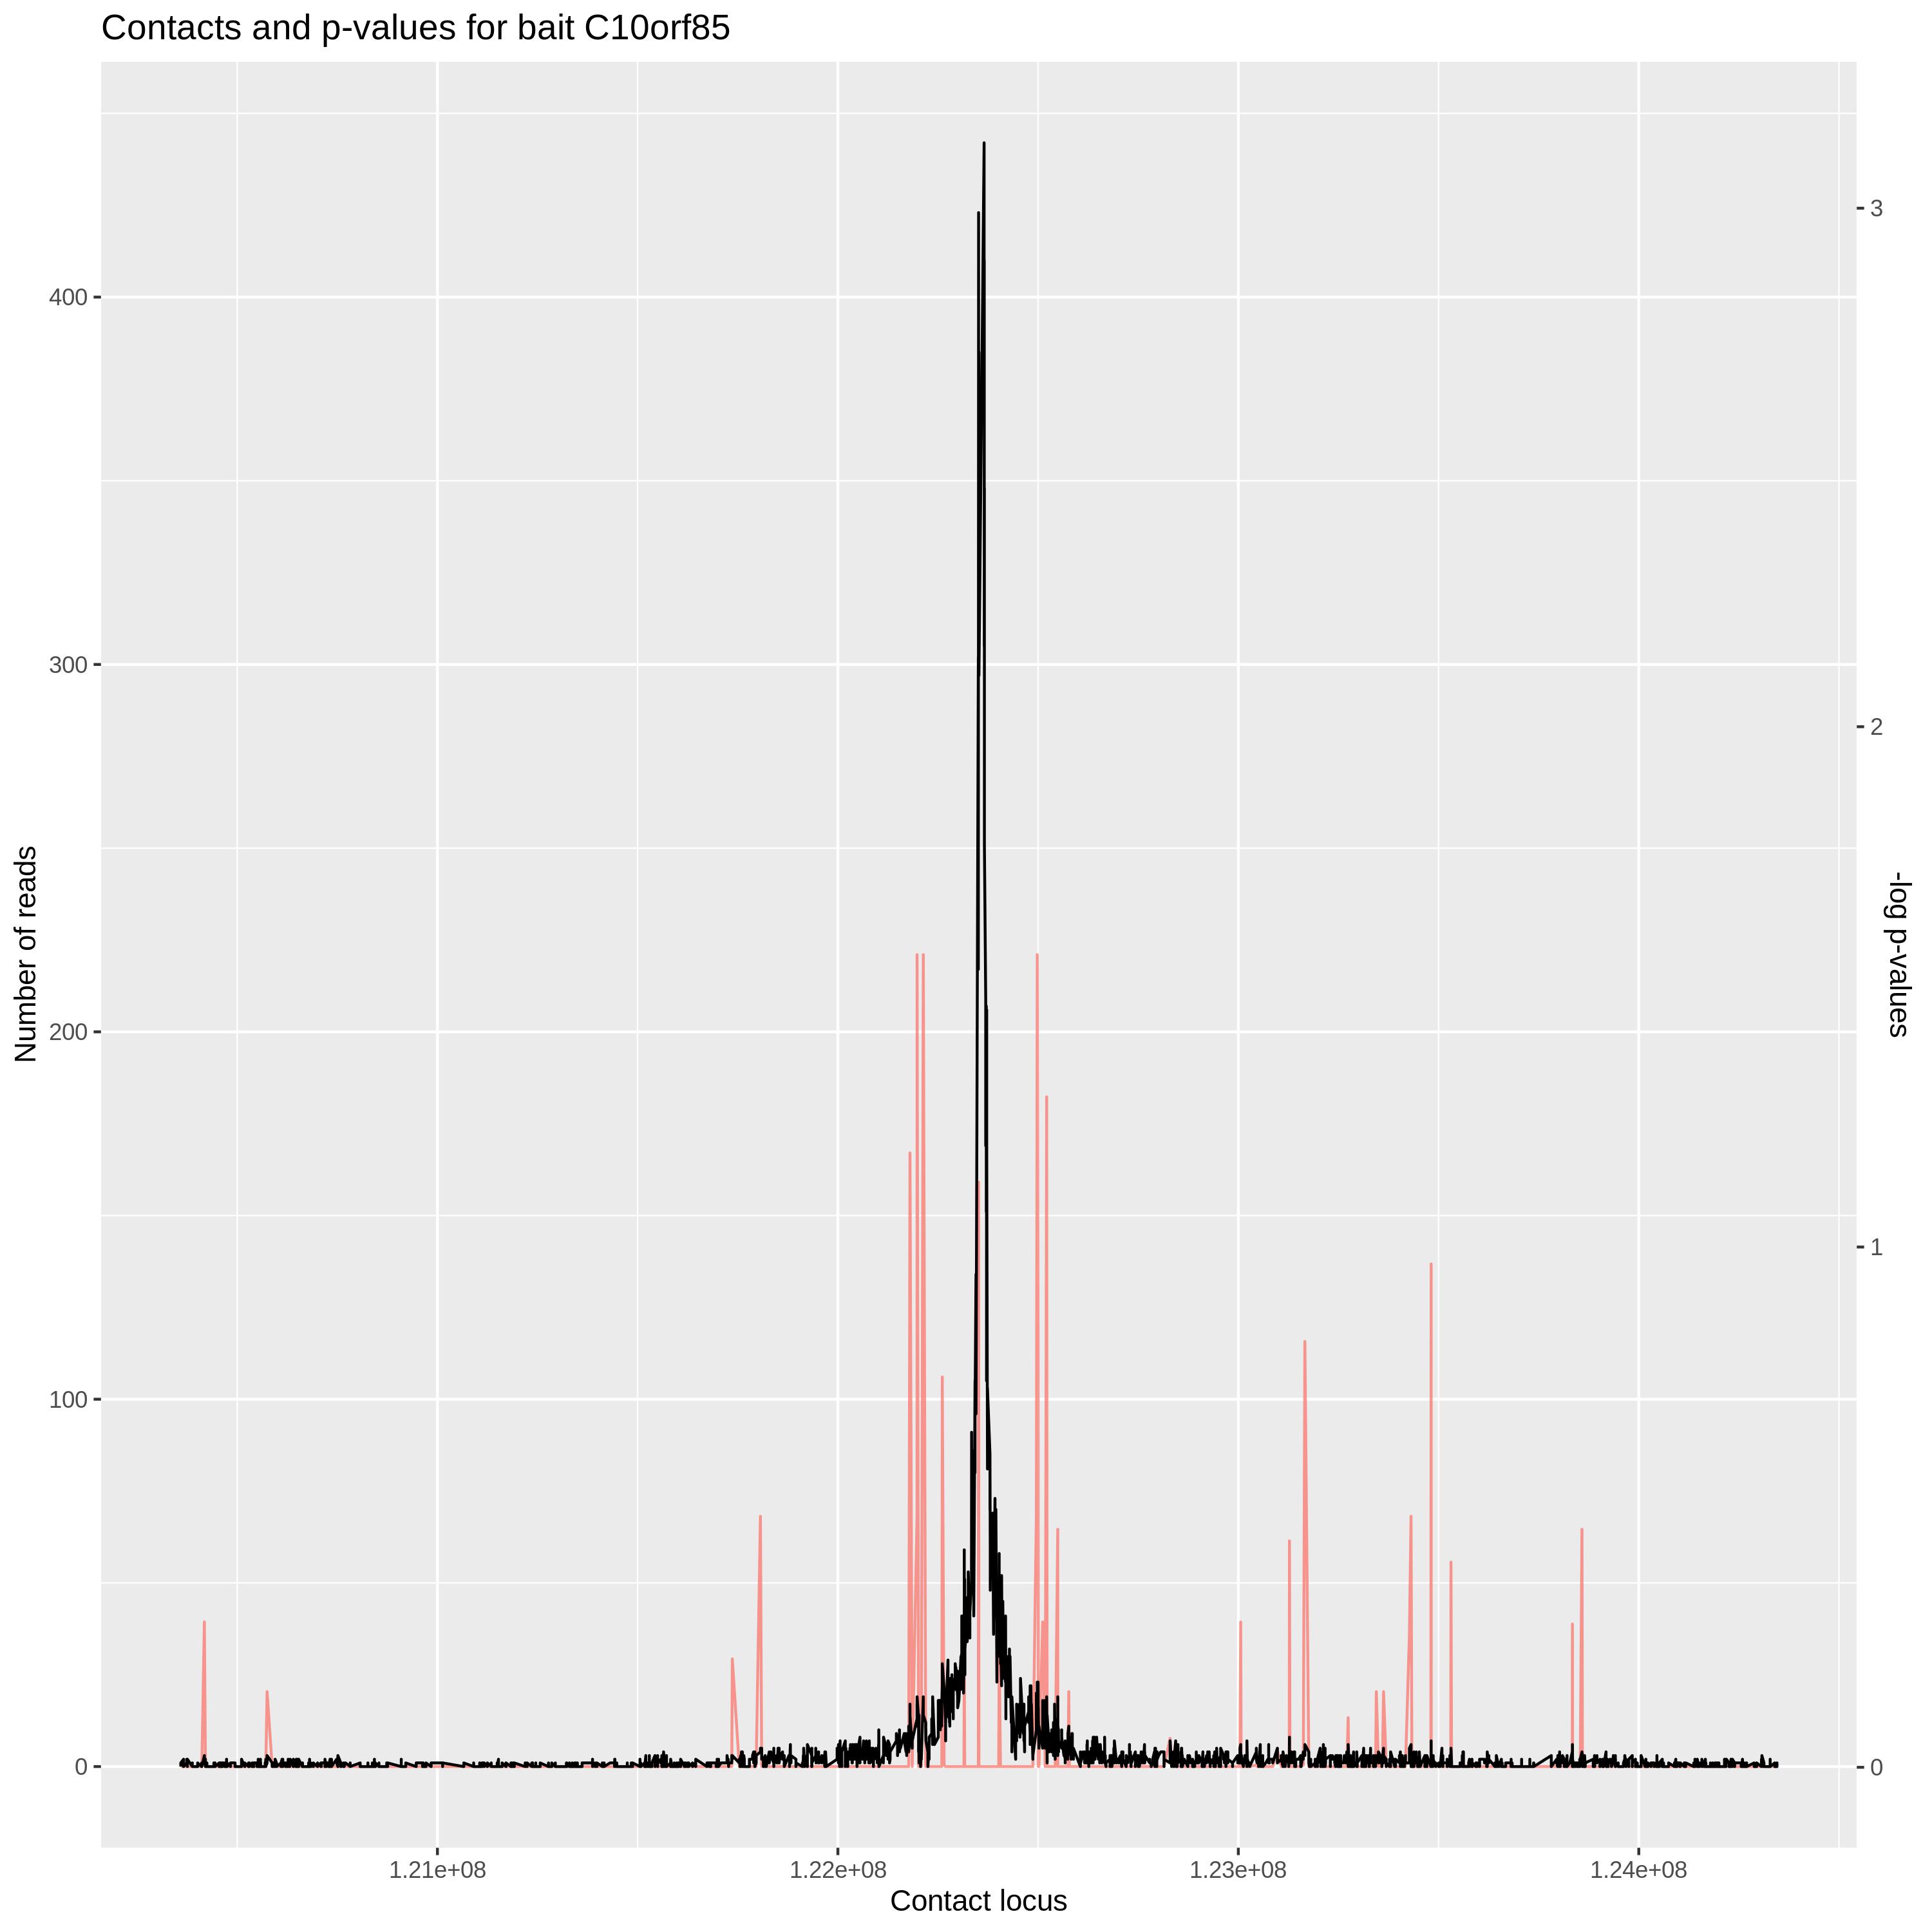 Contacts and p-values for bait C10orf85
Number of reads
400
300
200
100
0
3
2
1
0
-log p-values
1.21e+08
1.22e+08
1.23e+08
1.24e+08
Contact locus